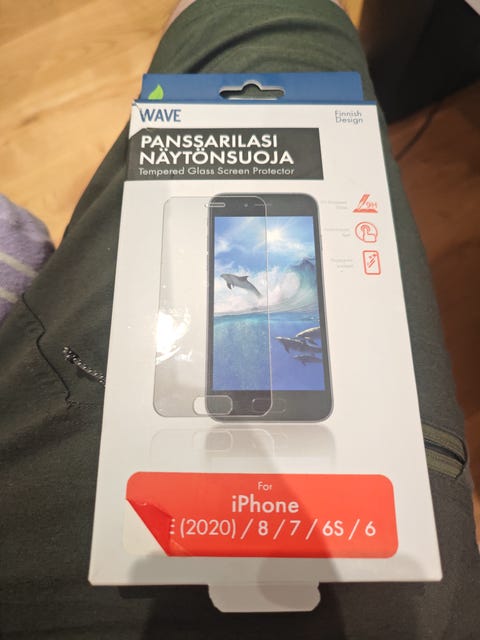 WAVE
Finnish
Design
PANSSARILASI
NÄYTÖNSUOJA
Tempered Glass Screen Protector
9H
For
iPhone
E (2020) / 8 / 7 / 6S / 6